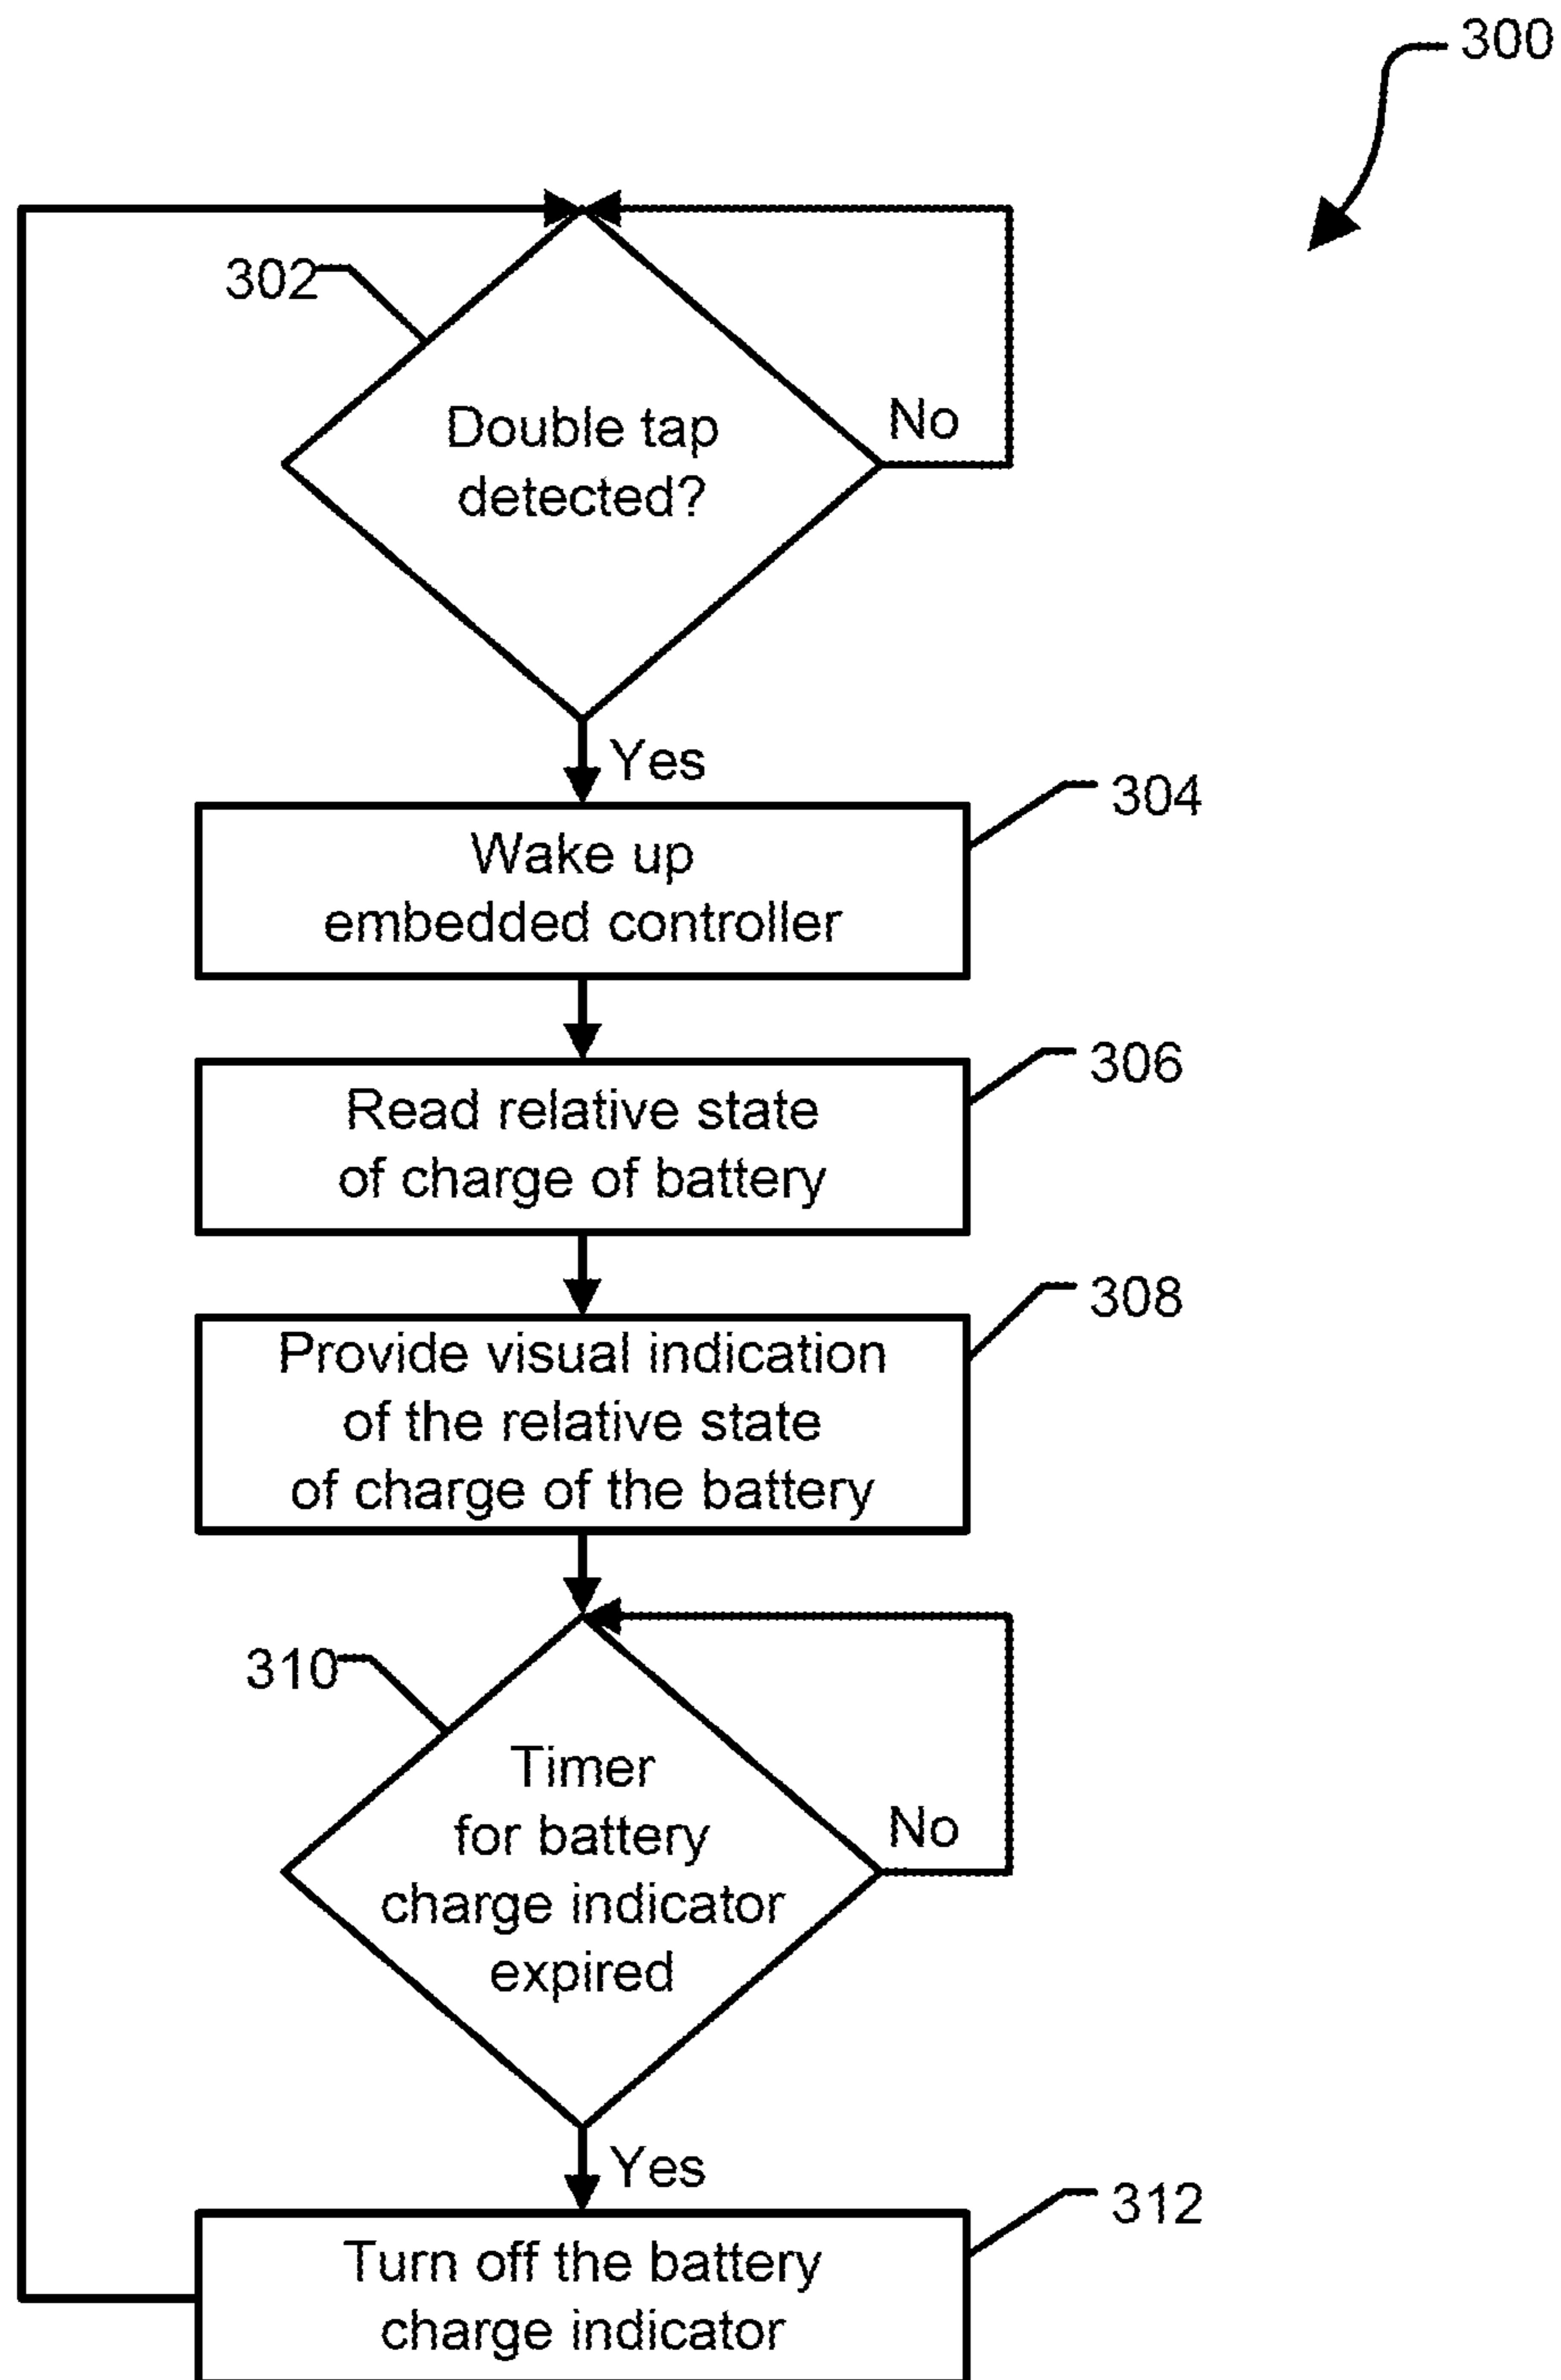 300
302
Double tap
detected?
No
Yes
304
Wake up
embedded controller
306
Read relative state
of charge of battery
308
Provide visual indication
of the relative state
of charge of the battery
310
Timer
for battery
charge indicator
expired
No
Yes
312
Turn off the battery
charge indicator